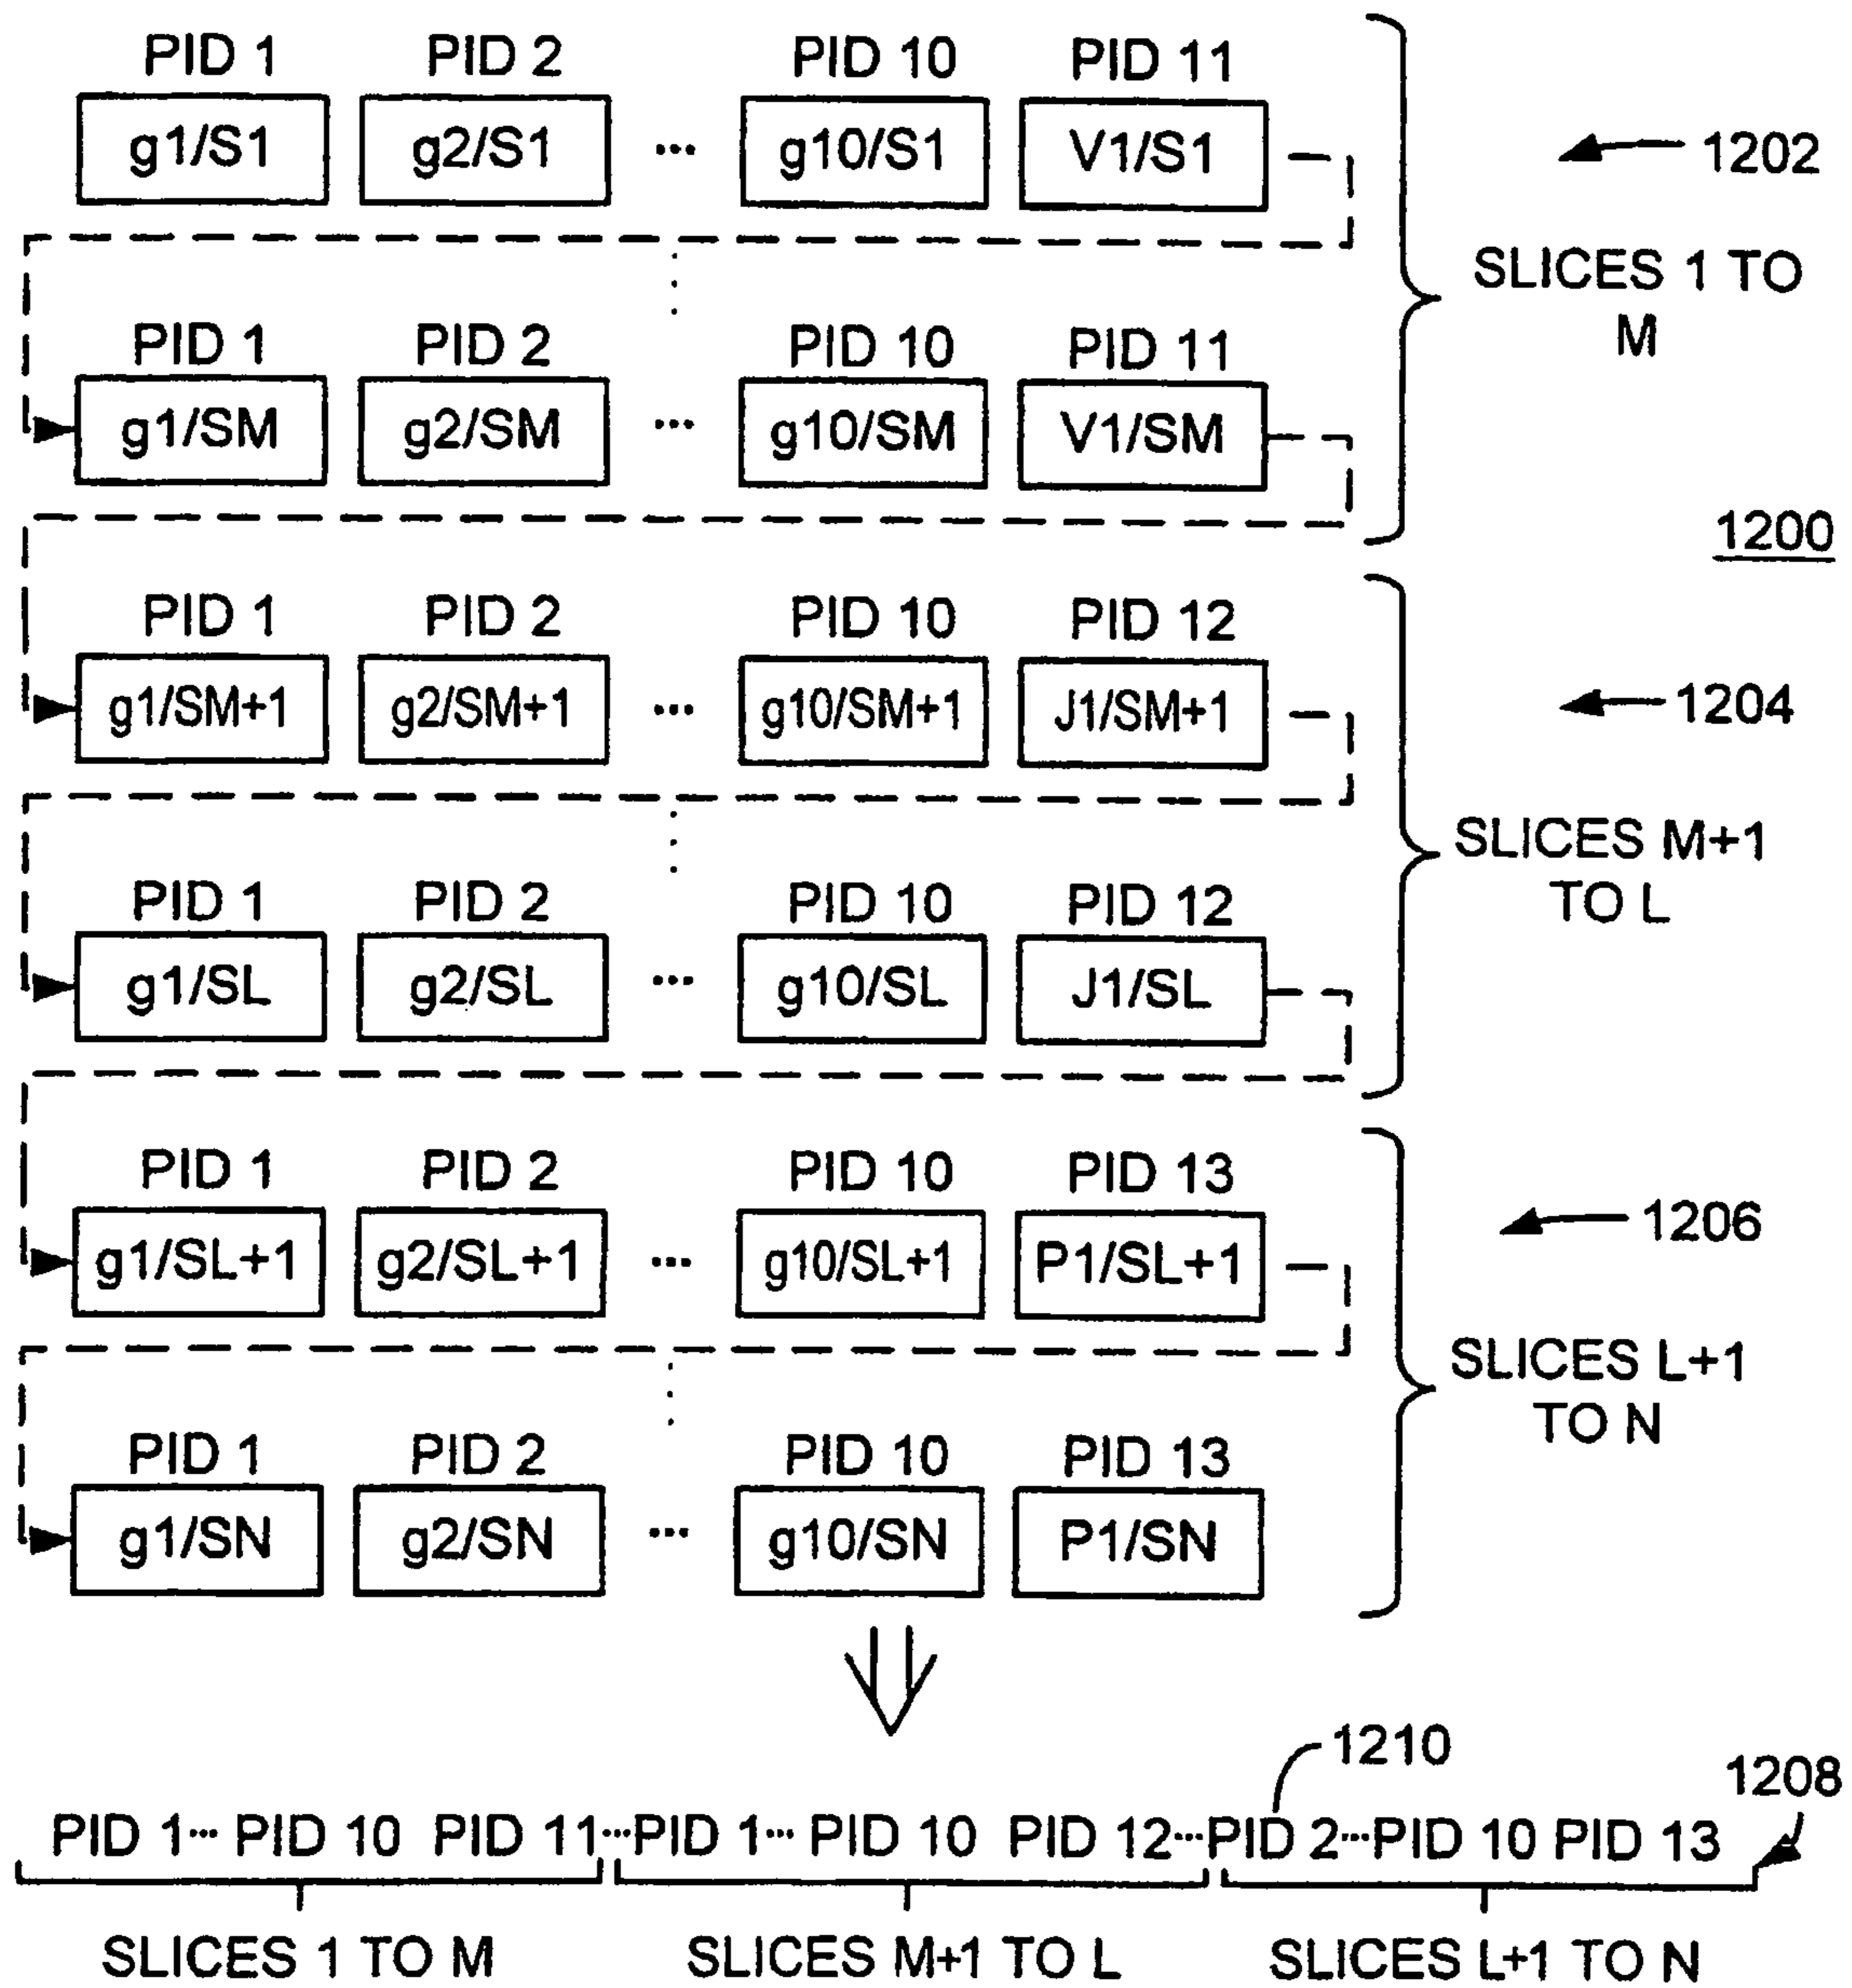 PID 1 PID 2 PID 10 PID 11
g1/S1 g2/S1 ... g10/S1 V1/S1
1202
SLICES 1 TO
M
PID 1 PID 2 PID 10 PID 11
g1/SM g2/SM ... g10/SM V1/SM
1200
PID 1 PID 2 PID 10 PID 12
g1/SM+1 g2/SM+1 ... g10/SM+1 J1/SM+1
1204
SLICES M+1
TO L
PID 1 PID 2 PID 10 PID 12
g1/SL g2/SL ... g10/SL J1/SL
PID 1 PID 2 PID 10 PID 13
g1/SL+1 g2/SL+1 ... g10/SL+1 P1/SL+1
1206
SLICES L+1
TO N
PID 1 PID 2 PID 10 PID 13
g1/SN g2/SN ... g10/SN P1/SN
1210
1208
PID 1... PID 10 PID 11...PID 1... PID 10 PID 12...PID 2...PID 10 PID 13
SLICES 1 TO M SLICES M+1 TO L SLICES L+1 TO N